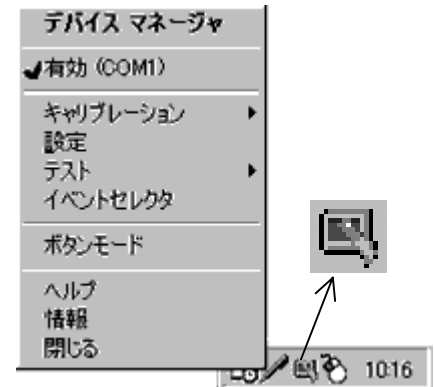 デバイス マネージャ
有効 (COM1)
キャリブレーション
設定
テスト
イベントセレクタ
ボタンモード
ヘルプ
情報
閉じる
10:16